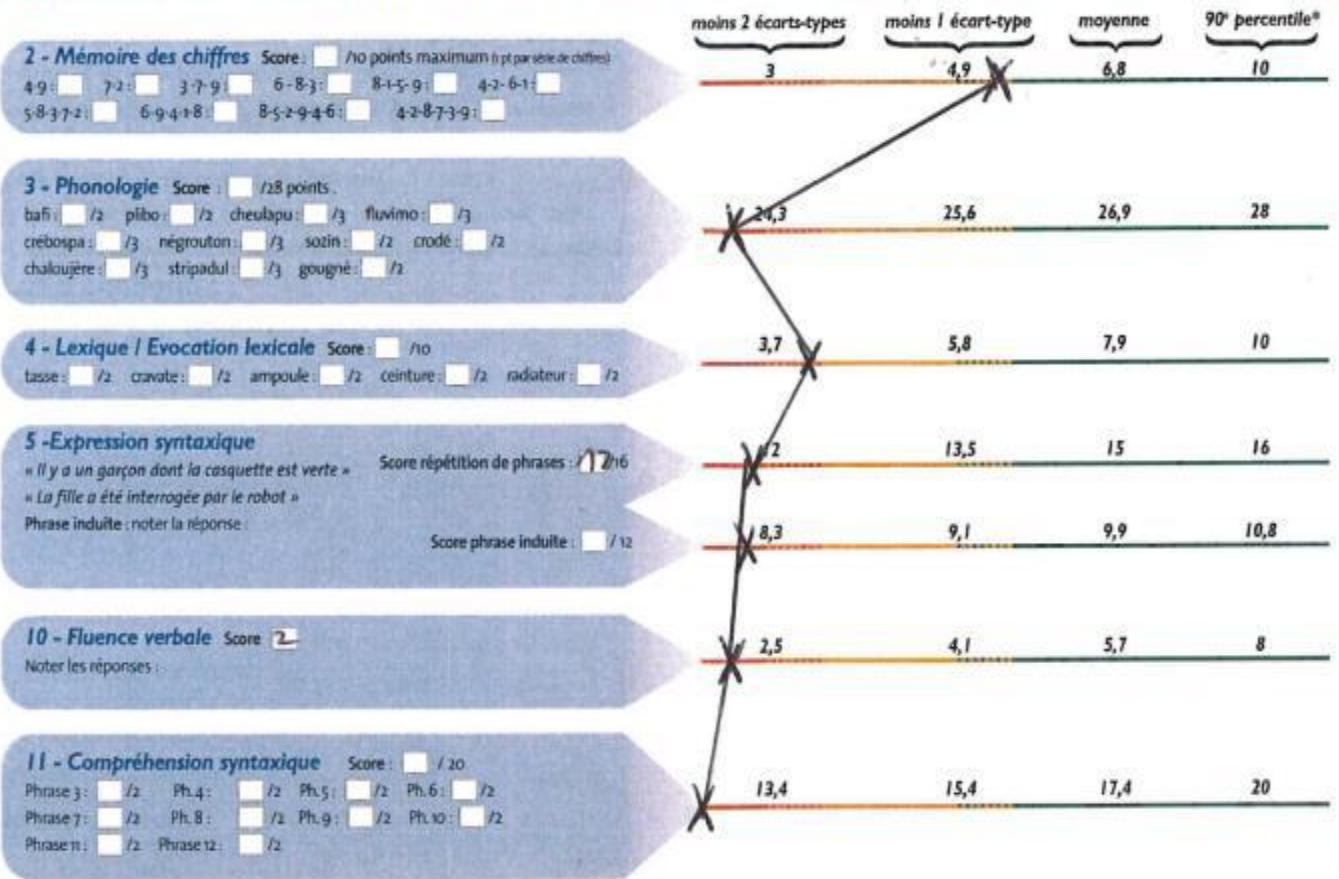 moins 2 écarts-types moins 1 écart-type moyenne 90e percentile*
2 - Mémoire des chiffres Score : /10 points maximum (1 pt par série de chiffres)
3 4,9 6,8 10
4-9 : 7-2 : 3-7-9 : 6-8-3 : 8-1-5-9 : 4-2-6-1 :
5-8-3-7-2 : 6-9-4-1-8 : 8-5-2-9-4-6 : 4-2-8-7-3-9 :
3 - Phonologie Score : /28 points .
bafi : /2 plibo : /2 cheulapu : /3 fluvimo : /3
24,3 25,6 26,9 28
crébospa : /3 négrouton : /3 sozin : /2 crodé : /2
chaloujère : /3 stripadul : /3 gougné : /2
4 - Lexique / Evocation lexicale Score : /10
3,7 5,8 7,9 10
tasse : /2 cravate : /2 ampoule : /2 ceinture : /2 radiateur : /2
5 -Expression syntaxique
« Il y a un garçon dont la casquette est verte » Score répétition de phrases : /16
12 13,5 15 16
« La fille a été interrogée par le robot »
Phrase induite : noter la réponse :
Score phrase induite : / 12
8,3 9,1 9,9 10,8
10 - Fluence verbale Score 2
Noter les réponses :
2,5 4,1 5,7 8
11 - Compréhension syntaxique Score : / 20
Phrase 3 : /2 Ph.4 : /2 Ph.5 : /2 Ph.6 : /2
13,4 15,4 17,4 20
Phrase 7 : /2 Ph. 8 : /2 Ph. 9 : /2 Ph. 10 : /2
Phrase 11 : /2 Phrase 12 : /2